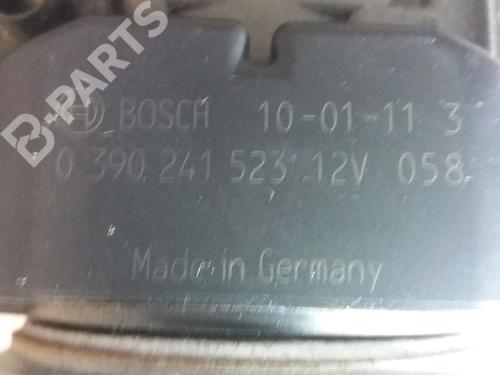 B-PARTS
BOSCH 10-01-11 3
0 390 241 523 12V 058
Made in Germany